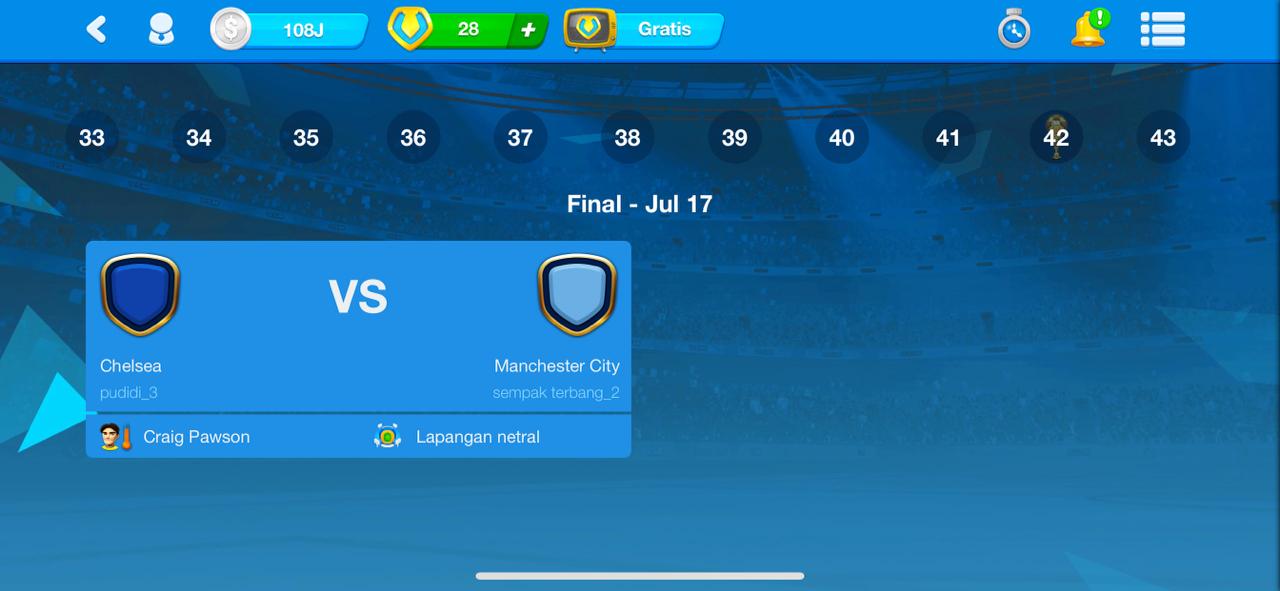 108J
28
+
Gratis
!
33 34 35 36 37 38 39 40 41 42 43
Final - Jul 17
VS
Chelsea
Manchester City
pudidi_3
sempak terbang_2
Craig Pawson
Lapangan netral